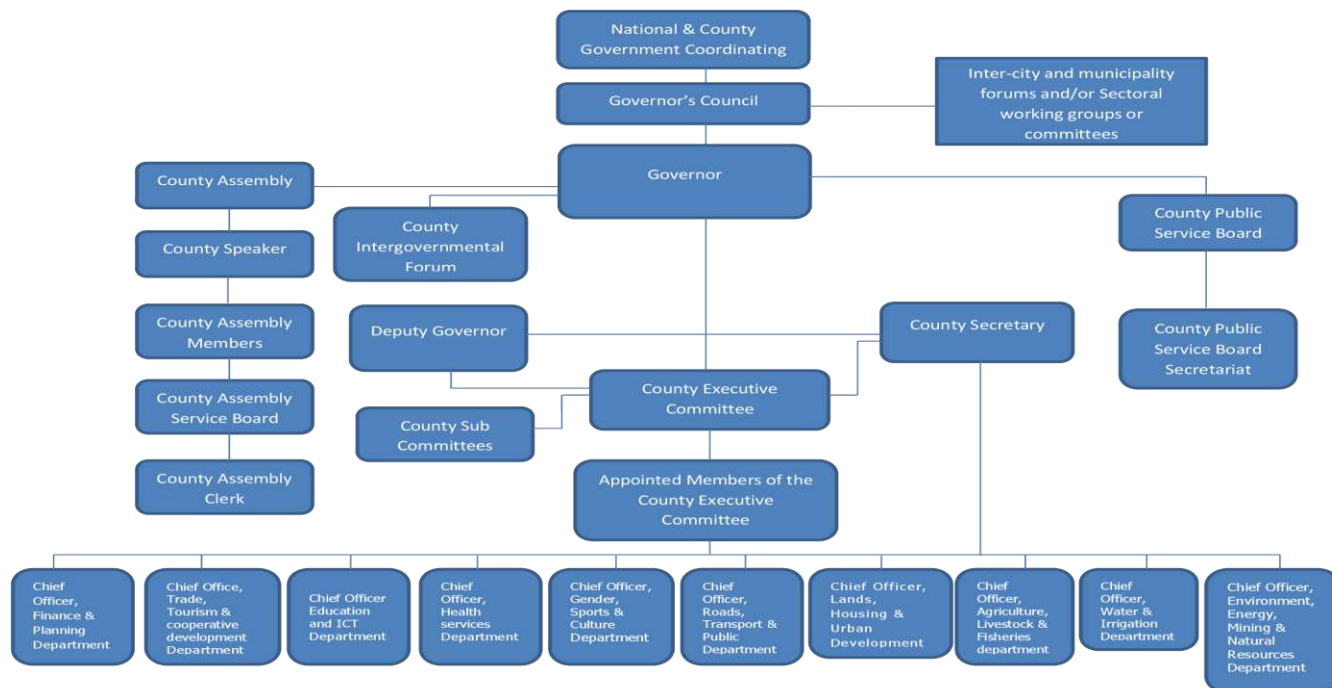 National & County
Government Coordinating
Governor's Council
Inter-city and municipality
forums and/or Sectoral
working groups or
committees
Governor
County Assembly
County Intergovernmental
Forum
County Public
Service Board
County Speaker
Deputy Governor
County Secretary
County Public
Service Board
Secretariat
County Assembly
Members
County Executive
Committee
County Assembly
Service Board
County Sub
Committees
County Assembly
Clerk
Appointed Members of the
County Executive
Committee
Chief
Officer,
Finance &
Planning
Department
Chief Office,
Trade,
Tourism &
cooperative
development
Department
Chief Officer
Education
and ICT
Department
Chief
Officer,
Health
services
Department
Chief Officer,
Gender,
Sports &
Culture
Department
Chief
Officer,
Roads,
Transport &
Public
Department
Chief Officer,
Lands,
Housing &
Urban
Development
Chief
Officer,
Agriculture,
Livestock &
Fisheries
department
Chief
Officer,
Water &
Irrigation
Department
Chief Officer,
Environment,
Energy,
Mining &
Natural
Resources
Department